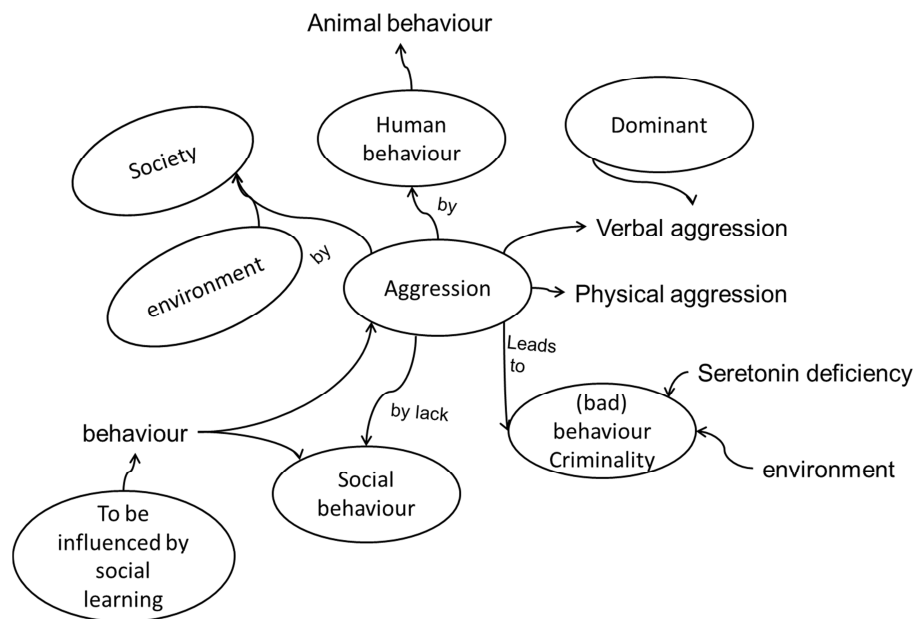 Animal behaviour
Human
behaviour
Dominant
Society
by
Verbal aggression
environment
by
Aggression
Physical aggression
Leads
to
Seretonin deficiency
(bad)
behaviour
Criminality
by lack
behaviour
environment
Social
behaviour
To be
influenced by
social
learning